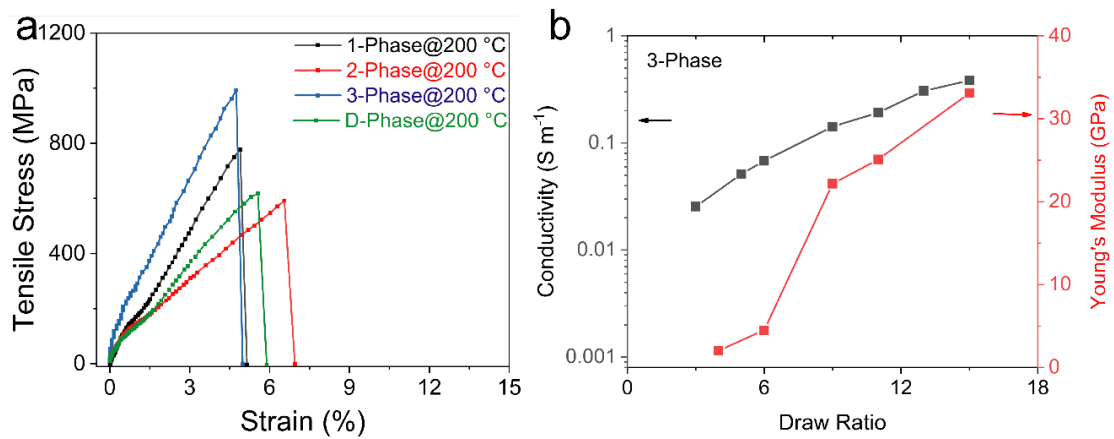 a
1200
800
400
0
Tensile Stress (MPa)
1-Phase@200 °C
2-Phase@200 °C
3-Phase@200 °C
D-Phase@200 °C
0 3 6 9 12 15
Strain (%)
b
1
0.1
0.01
0.001
Conductivity (S m⁻¹)
3-Phase
40
30
20
10
0
Young's Modulus (GPa)
0 6 12 18
Draw Ratio